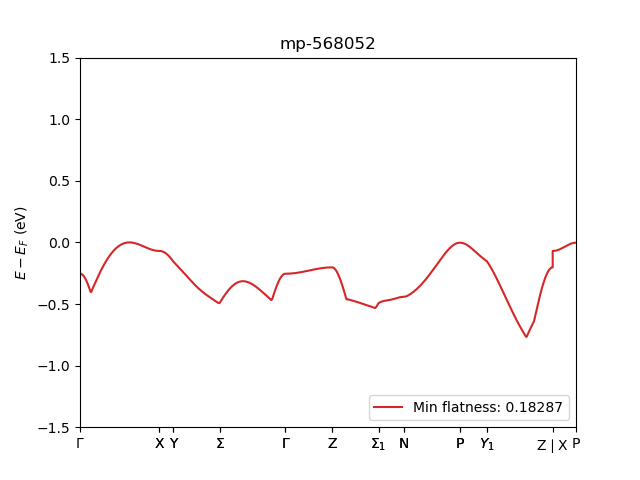 mp-568052
1.5
1.0
0.5
0.0
−0.5
−1.0
−1.5
E − E_F (eV)
Min flatness: 0.18287
Γ X Y Σ Γ Z Σ₁ N P Y₁ Z | X P